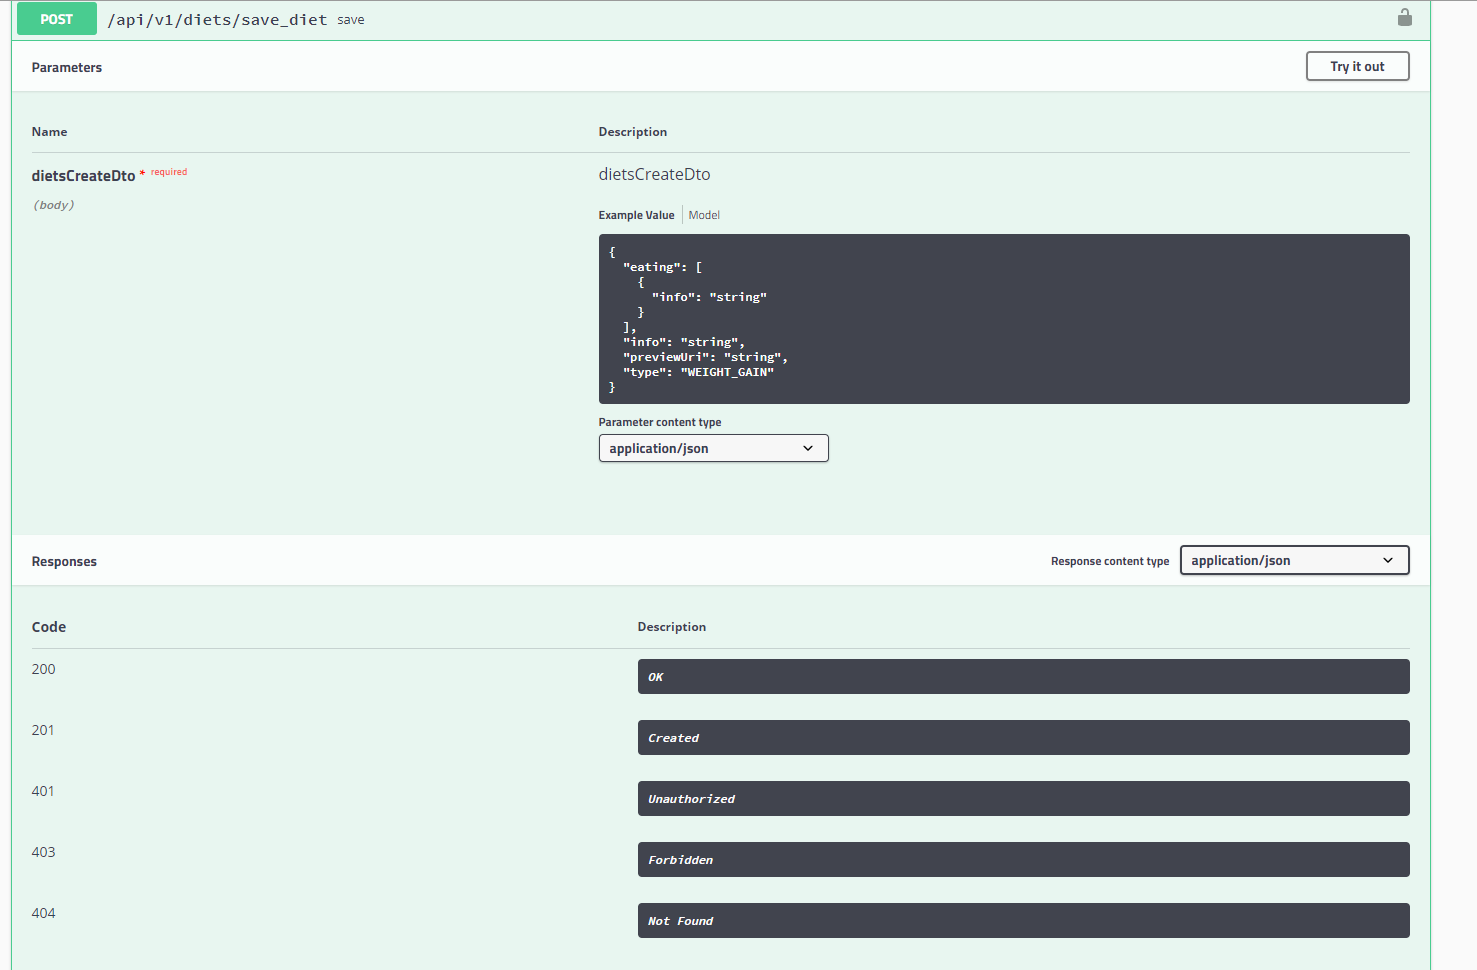 POST /api/v1/diets/save_diet save
Parameters
Try it out
Name Description
dietsCreateDto * required
(body)
dietsCreateDto
Example Value Model
{
"eating": [
{
"info": "string"
}
],
"info": "string",
"previewUri": "string",
"type": "WEIGHT_GAIN"
}
Parameter content type
application/json
Responses
Response content type application/json
Code Description
200 OK
201 Created
401 Unauthorized
403 Forbidden
404 Not Found